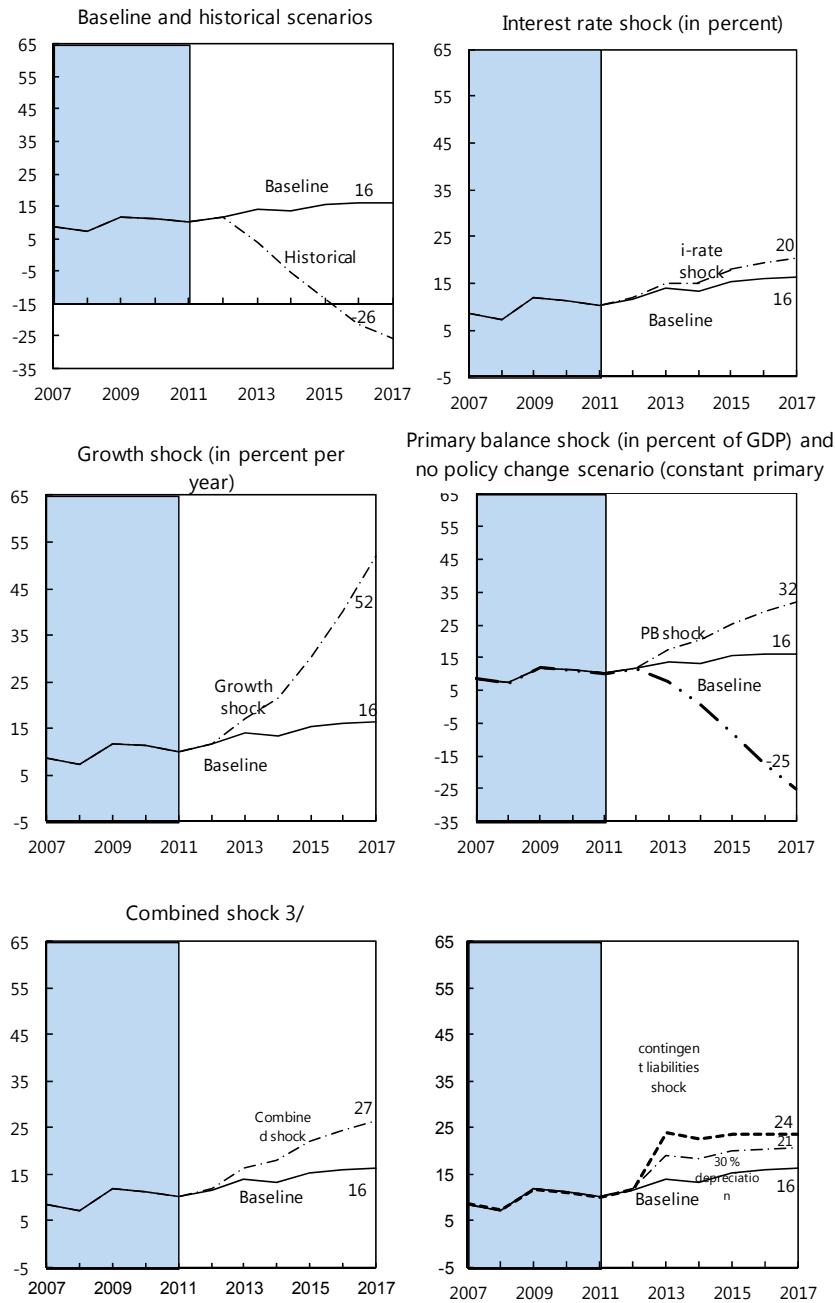 Baseline and historical scenarios
65
55
45
35
25
15
5
-5
-15
-25
-35
Baseline
16
Historical
-26
2007 2009 2011 2013 2015 2017
Interest rate shock (in percent)
65
55
45
35
25
15
5
-5
i-rate
shock
20
16
Baseline
2007 2009 2011 2013 2015 2017
Growth shock (in percent per
year)
65
55
45
35
25
15
5
-5
52
Growth
shock
16
Baseline
2007 2009 2011 2013 2015 2017
Primary balance shock (in percent of GDP) and
no policy change scenario (constant primary
65
55
45
35
25
15
5
-5
-15
-25
-35
32
PB shock
16
Baseline
-25
2007 2009 2011 2013 2015 2017
Combined shock 3/
65
55
45
35
25
15
5
-5
27
Combine
d shock
Baseline
16
2007 2009 2011 2013 2015 2017
65
55
45
35
25
15
5
-5
contingen
t liabilities
shock
24
21
30 %
depreciatio
n
Baseline
16
2007 2009 2011 2013 2015 2017